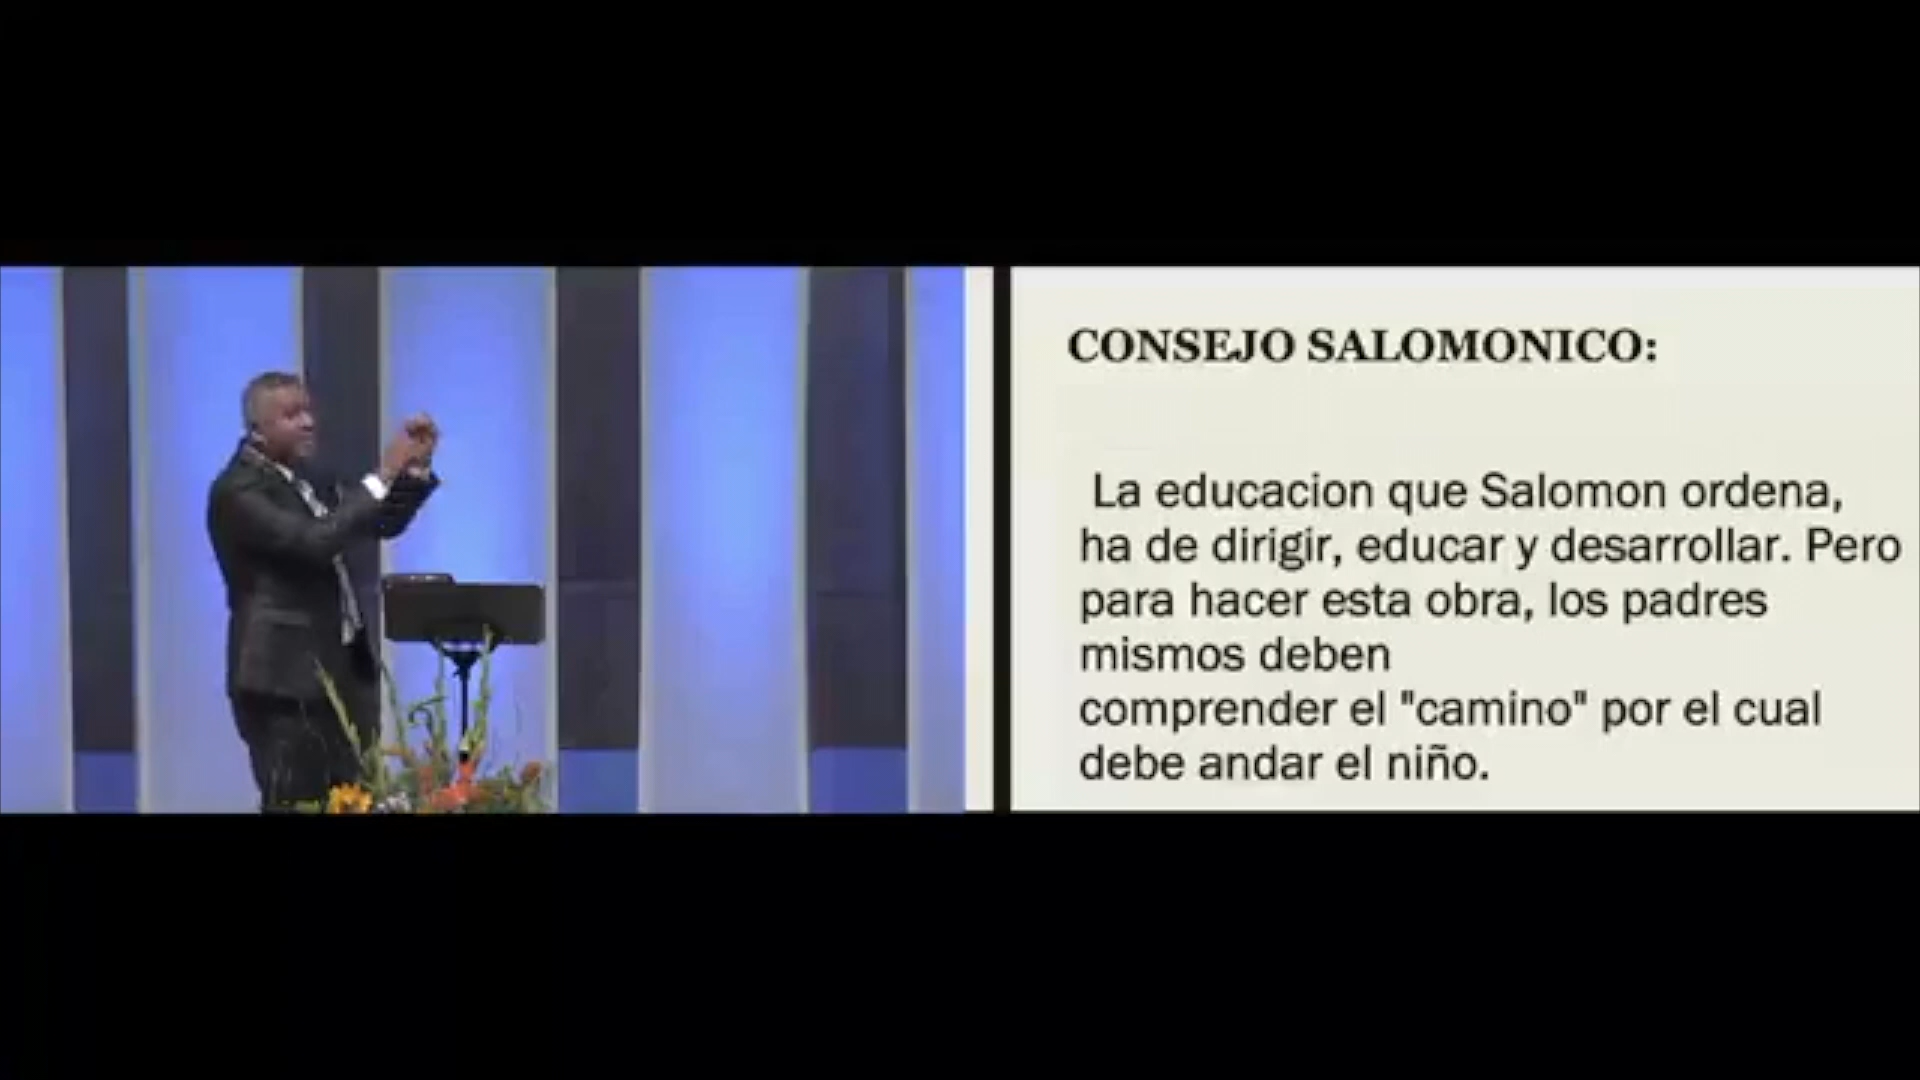 CONSEJO SALOMONICO:
La educacion que Salomon ordena,
ha de dirigir, educar y desarrollar. Pero
para hacer esta obra, los padres
mismos deben
comprender el "camino" por el cual
debe andar el niño.